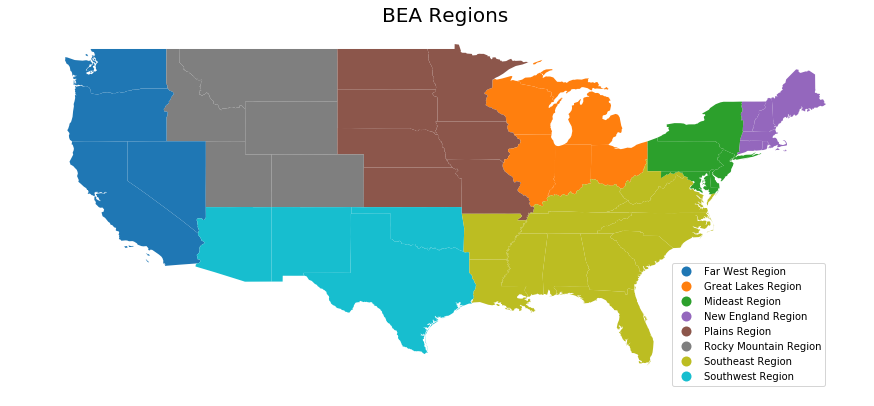 BEA Regions
Far West Region
Great Lakes Region
Mideast Region
New England Region
Plains Region
Rocky Mountain Region
Southeast Region
Southwest Region